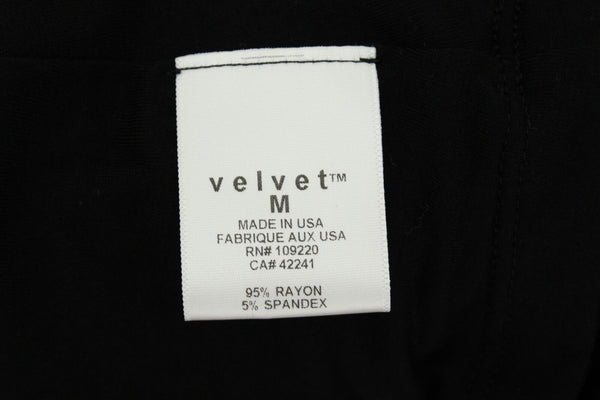 velvet™
M
MADE IN USA
FABRIQUE AUX USA
RN# 109220
CA# 42241
95% RAYON
5% SPANDEX